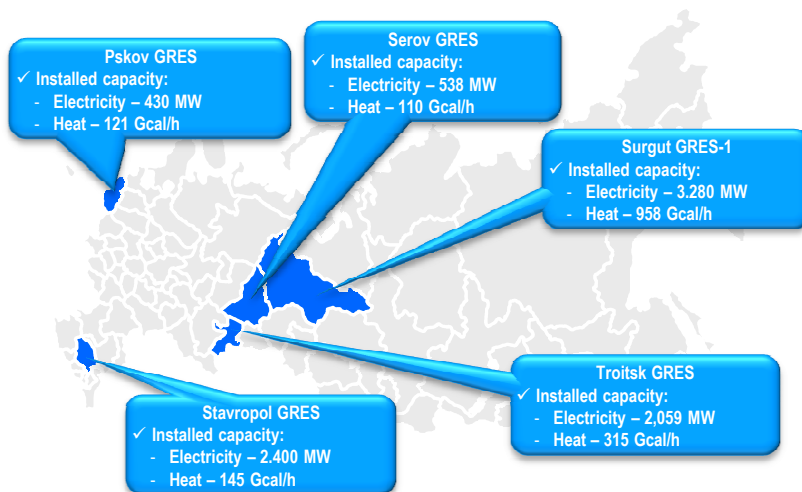 Pskov GRES
✓ Installed capacity:
- Electricity – 430 MW
- Heat – 121 Gcal/h
Serov GRES
✓ Installed capacity:
- Electricity – 538 MW
- Heat – 110 Gcal/h
Surgut GRES-1
✓ Installed capacity:
- Electricity – 3.280 MW
- Heat – 958 Gcal/h
Troitsk GRES
✓ Installed capacity:
- Electricity – 2,059 MW
- Heat – 315 Gcal/h
Stavropol GRES
✓ Installed capacity:
- Electricity – 2.400 MW
- Heat – 145 Gcal/h